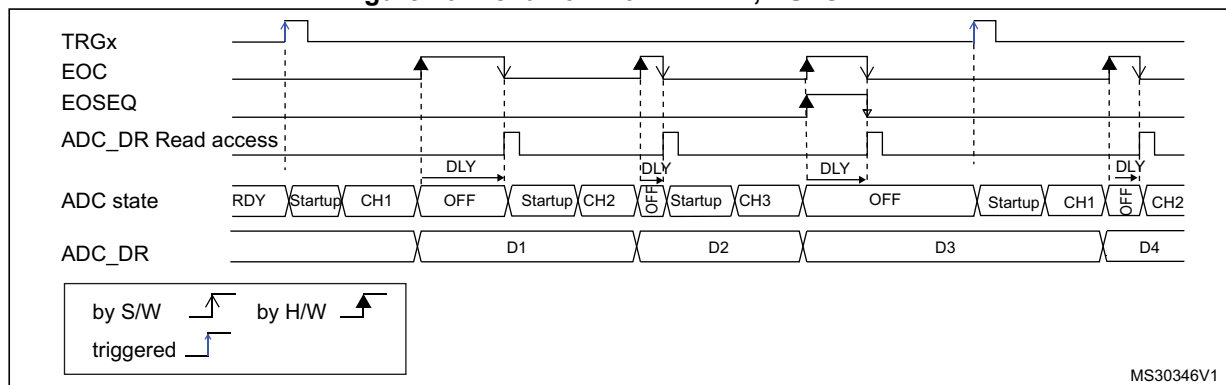 TRGx
EOC
EOSEQ
ADC_DR Read access
DLY DLY DLY DLY
ADC state RDY Startup CH1 OFF Startup CH2 OFF Startup CH3 OFF Startup CH1 OFF CH2
ADC_DR D1 D2 D3 D4
by S/W by H/W
triggered
MS30346V1